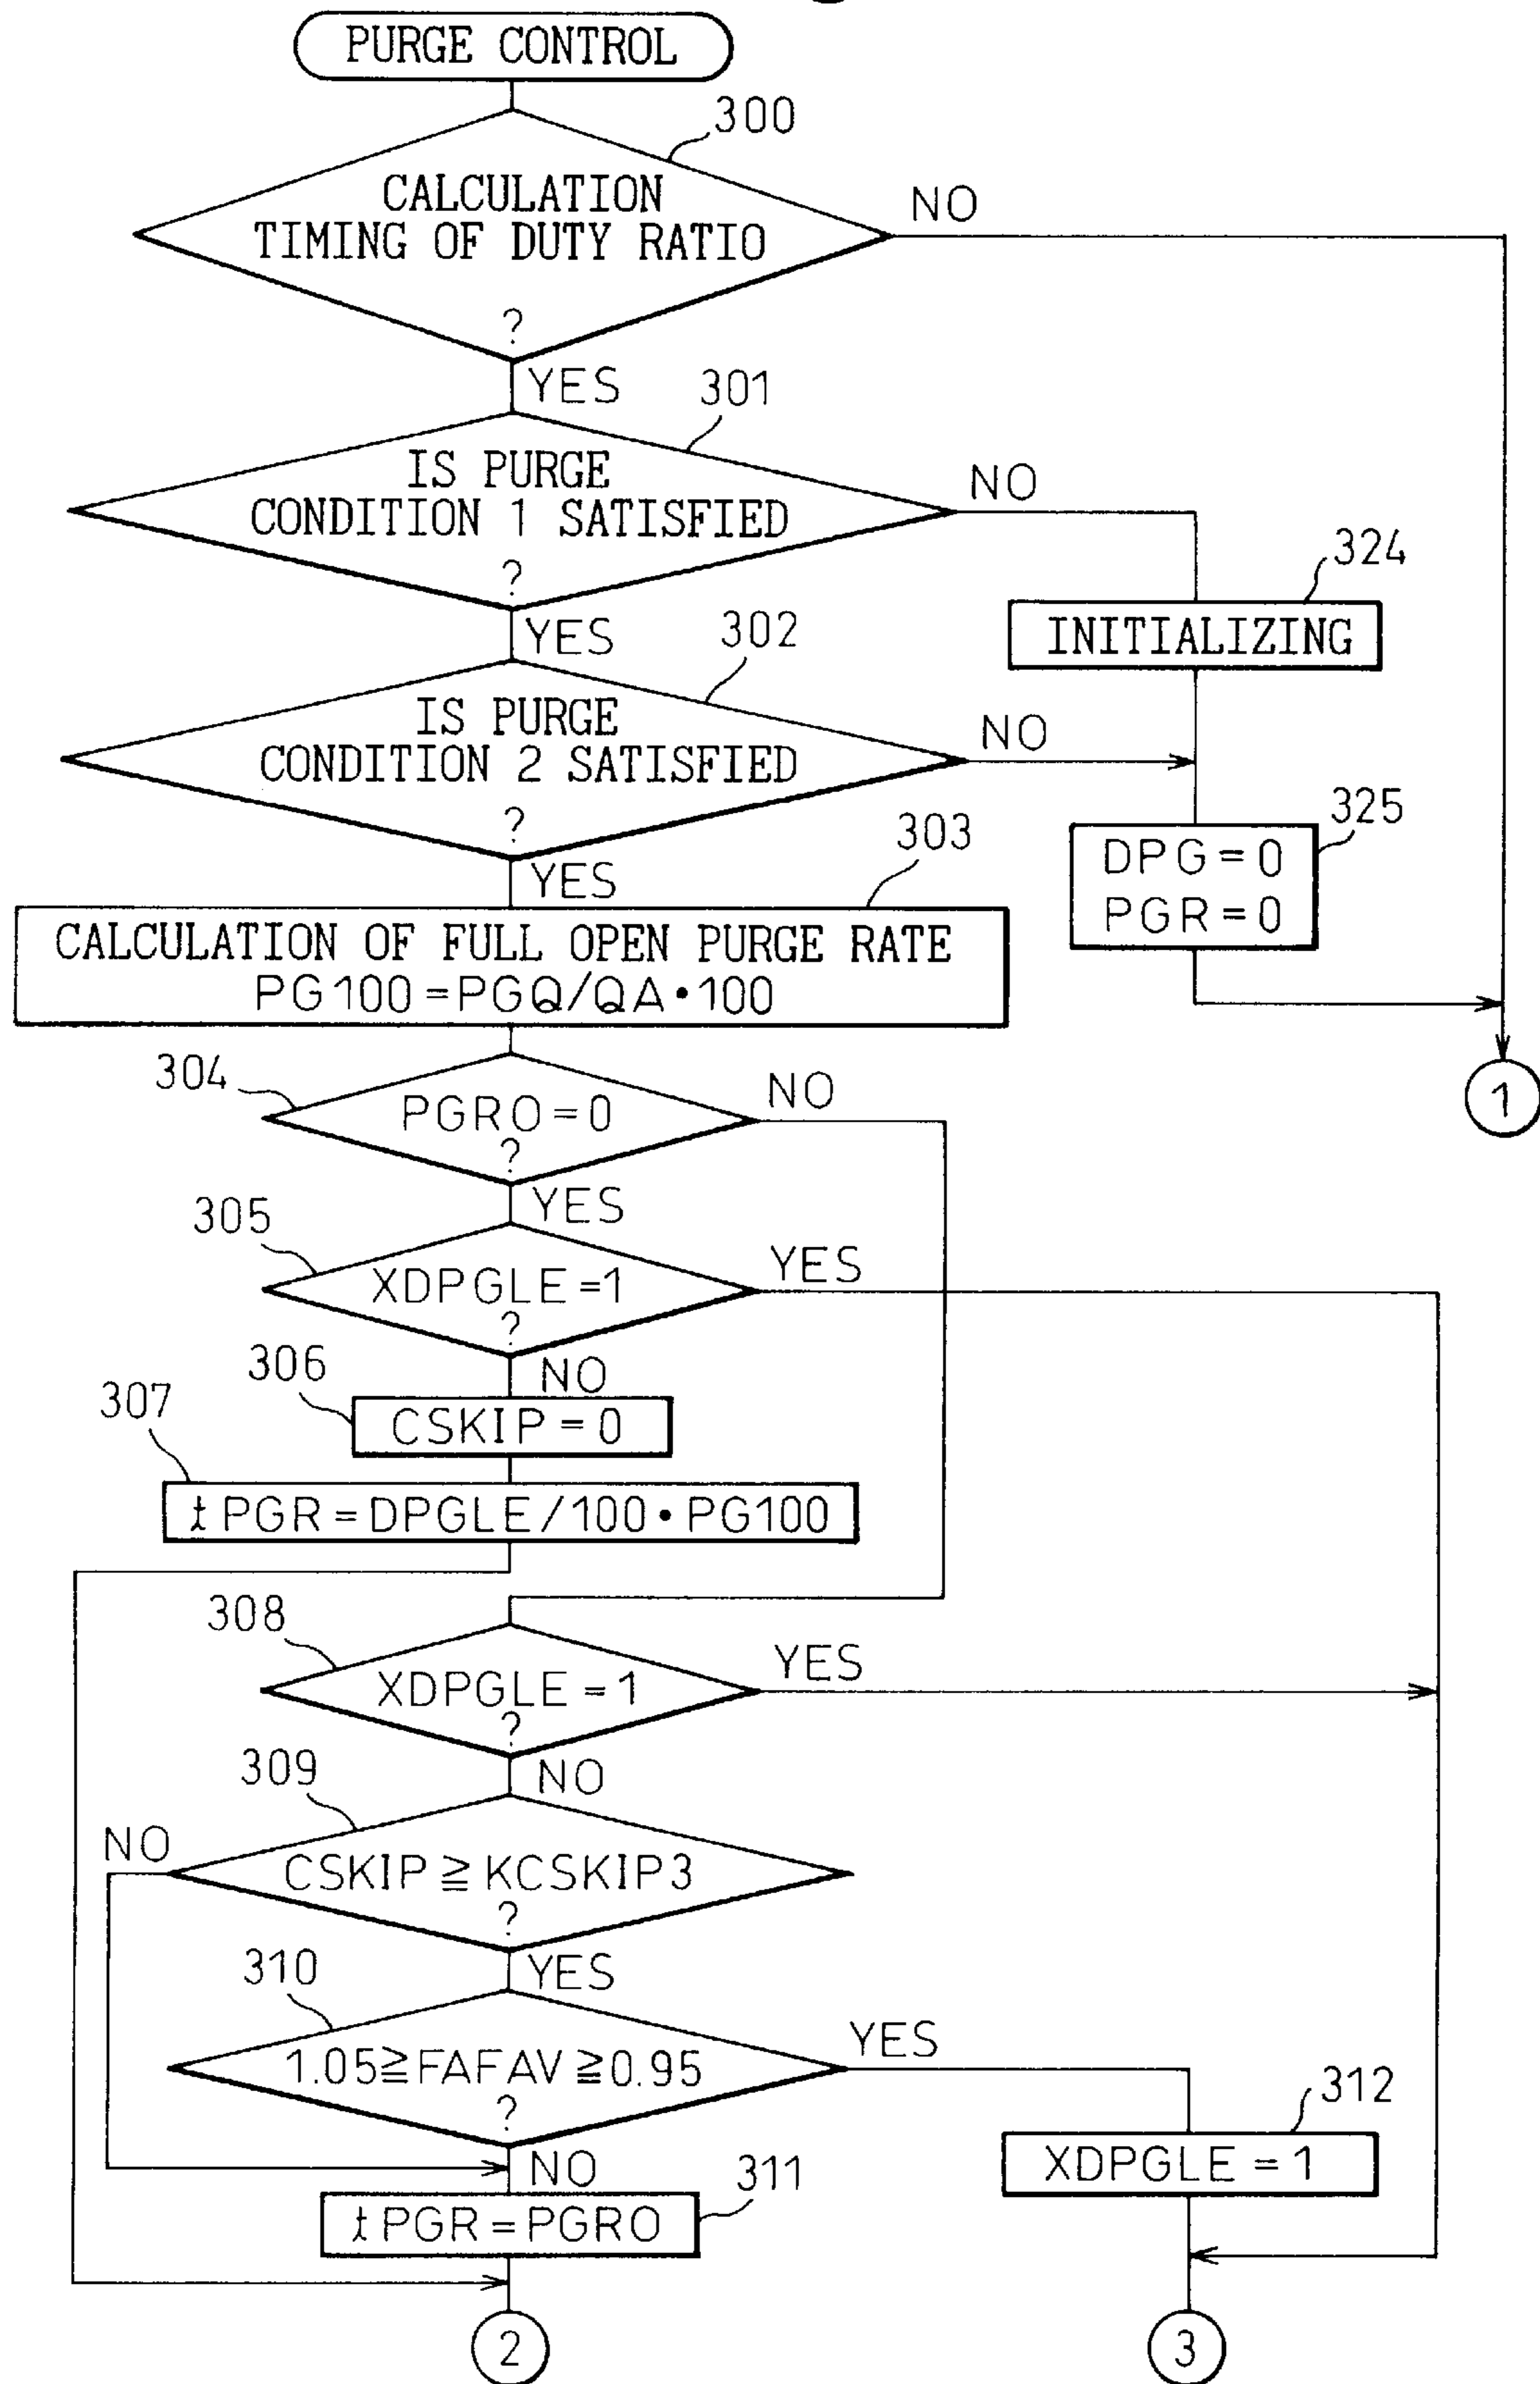 PURGE CONTROL
300
CALCULATION
TIMING OF DUTY RATIO
?
NO
YES
301
IS PURGE
CONDITION 1 SATISFIED
?
NO
324
INITIALIZING
YES
302
IS PURGE
CONDITION 2 SATISFIED
?
NO
325
DPG=0
PGR=0
YES
303
CALCULATION OF FULL OPEN PURGE RATE
PG100=PGQ/QA•100
1
304
PGRO=0
?
NO
YES
305
XDPGLE=1
?
YES
NO
306
CSKIP=0
307
tPGR=DPGLE/100•PG100
308
XDPGLE=1
?
YES
NO
309
NO
CSKIP≧KCSKIP3
?
YES
310
1.05≧FAFAV≧0.95
?
YES
312
XDPGLE=1
NO
311
tPGR=PGRO
2
3